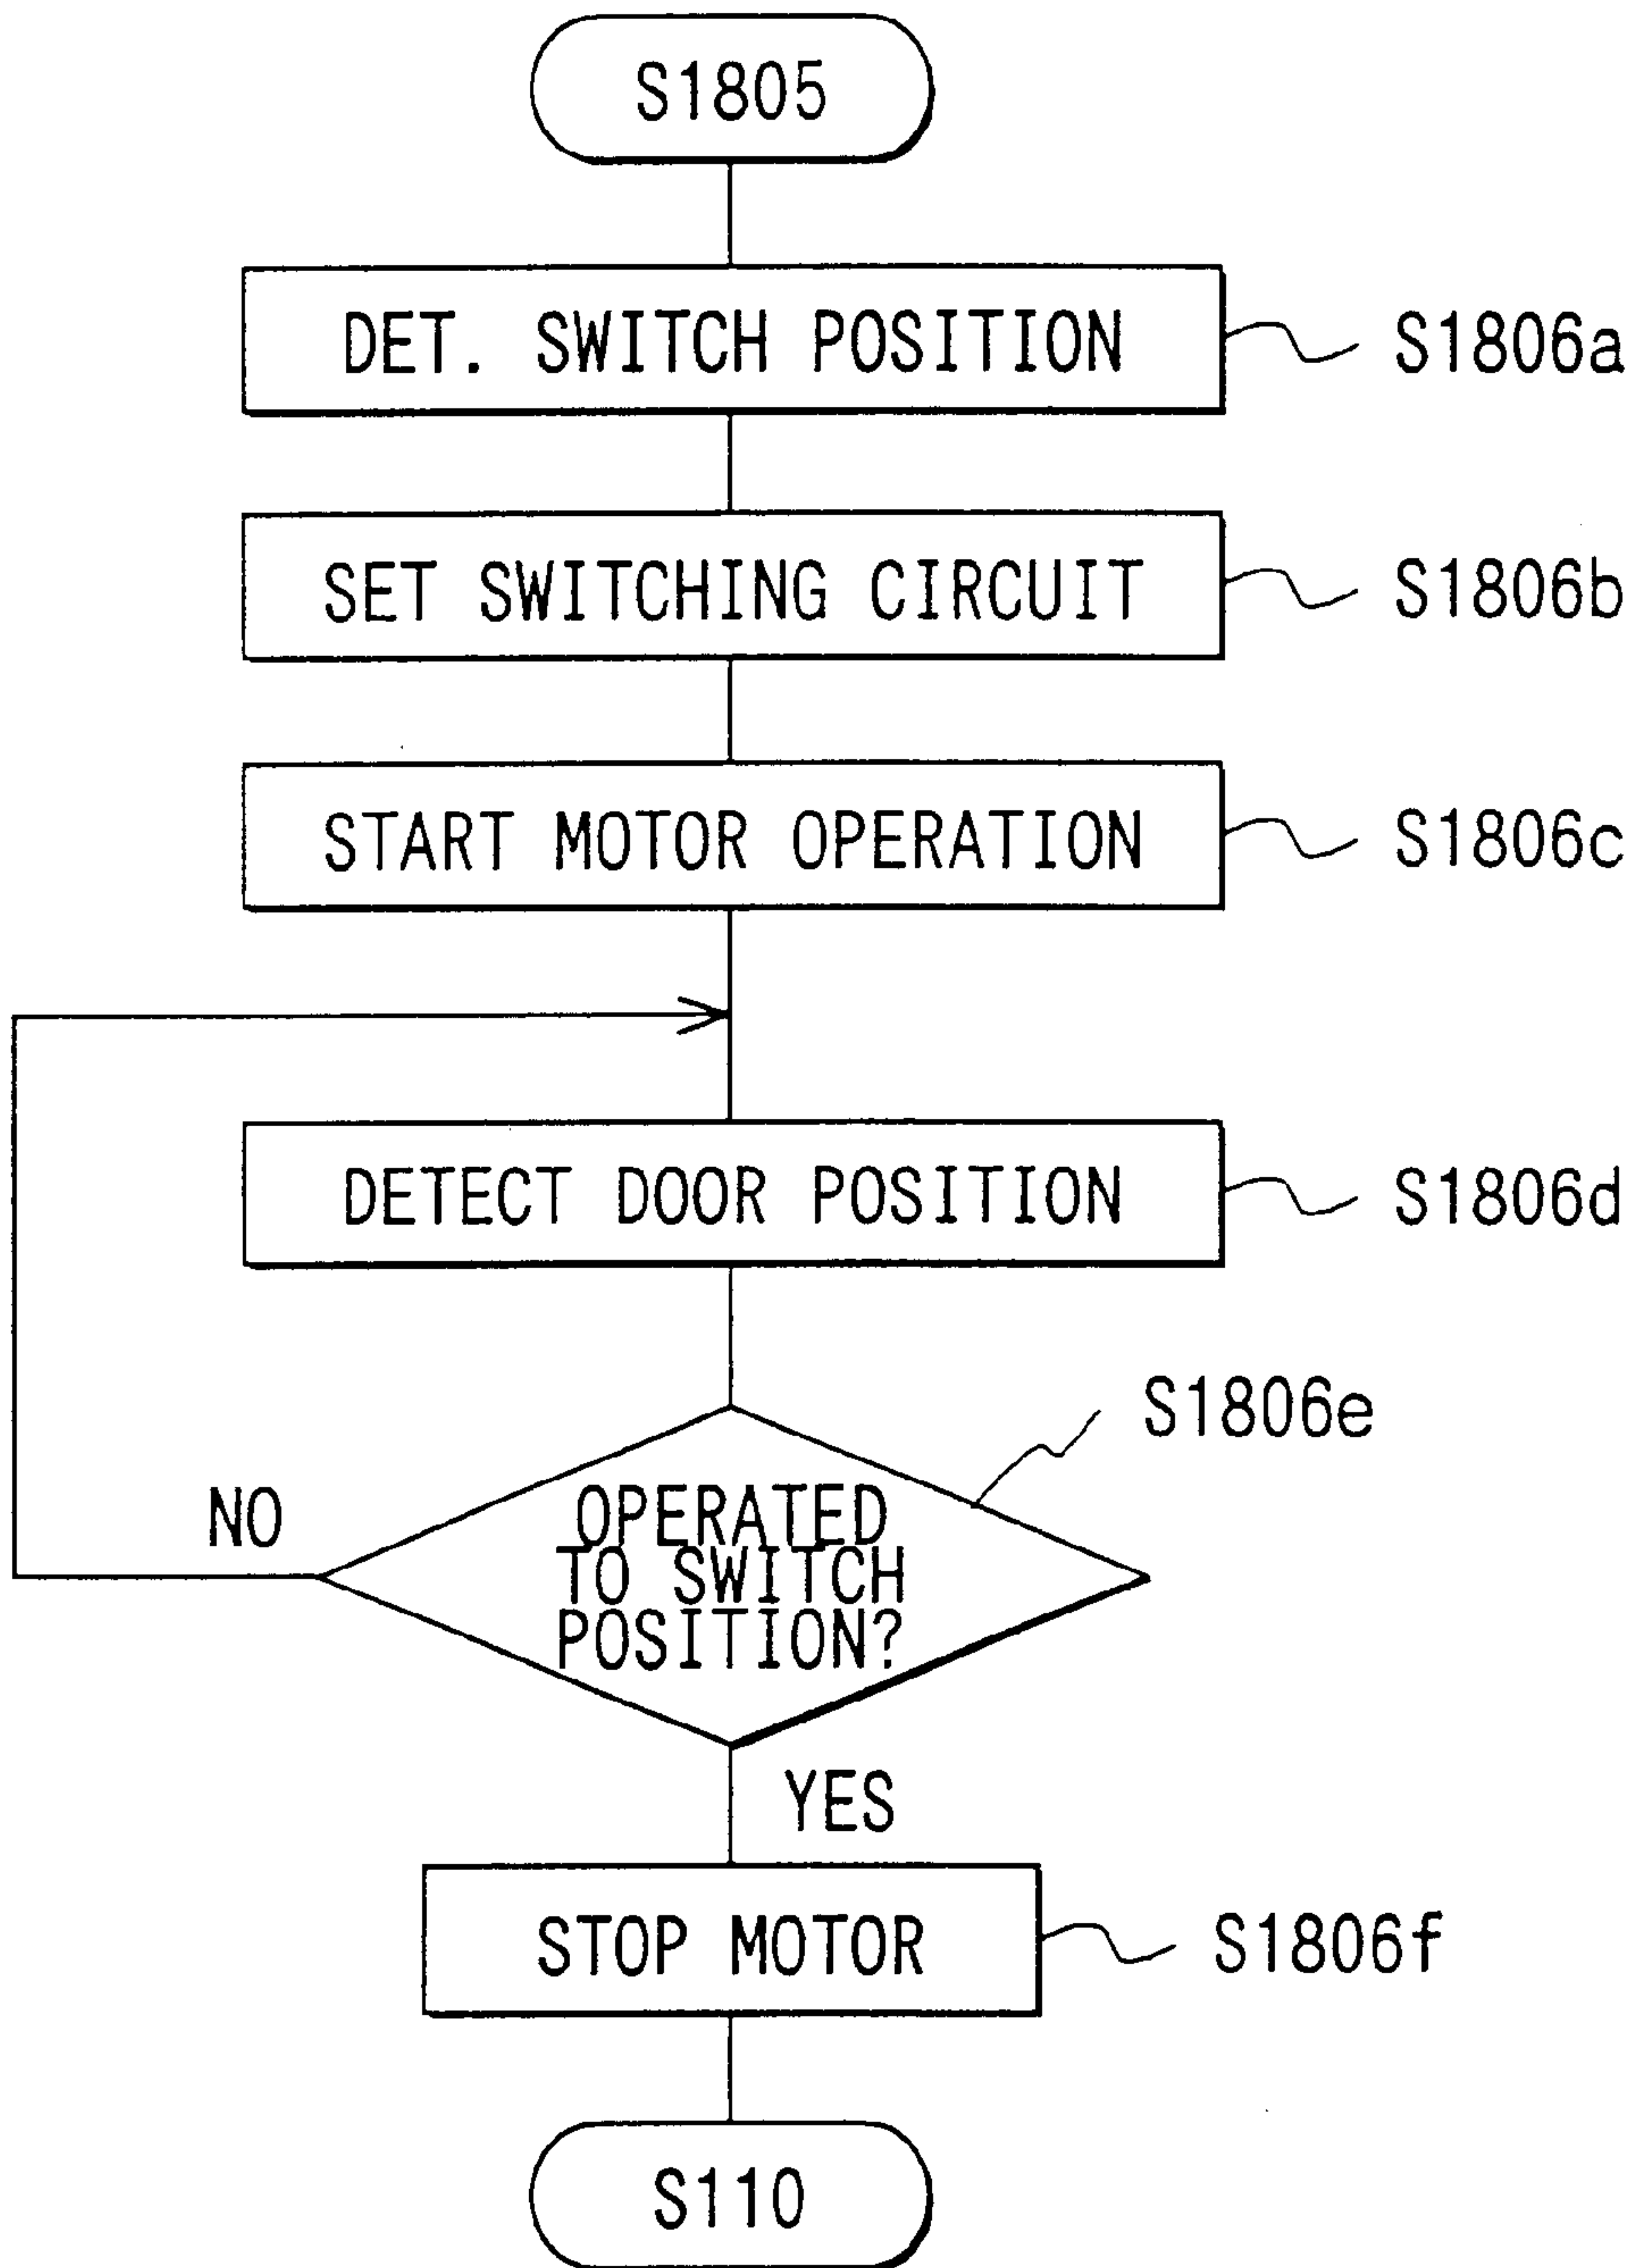 S1805
DET. SWITCH POSITION
S1806a
SET SWITCHING CIRCUIT
S1806b
START MOTOR OPERATION
S1806c
DETECT DOOR POSITION
S1806d
S1806e
NO
OPERATED
TO SWITCH
POSITION?
YES
STOP MOTOR
S1806f
S110